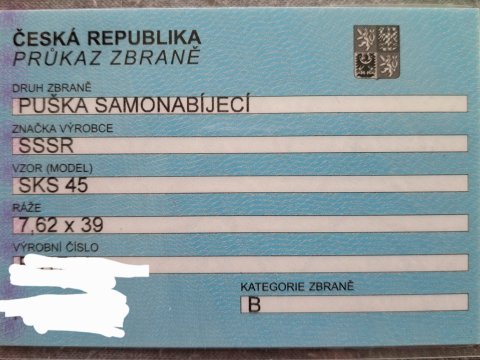 ČESKÁ REPUBLIKA
PRŮKAZ ZBRANĚ
DRUH ZBRANĚ
PUŠKA SAMONABÍJECÍ
ZNAČKA VÝROBCE
SSSR
VZOR (MODEL)
SKS 45
RÁŽE
7,62 x 39
VÝROBNÍ ČÍSLO
KATEGORIE ZBRANĚ
B